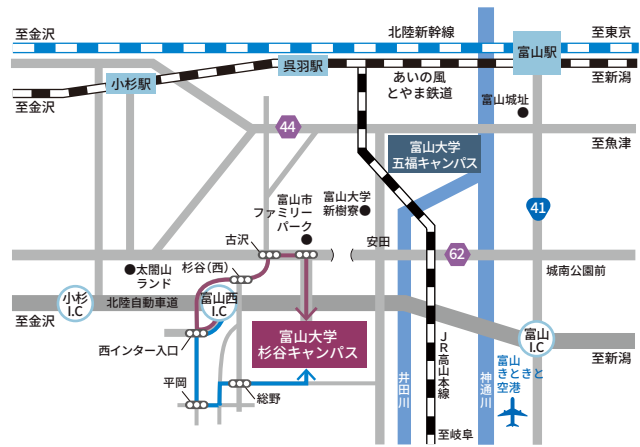 至金沢
北陸新幹線
至東京
富山駅
呉羽駅
小杉駅
あいの風
とやま鉄道
至新潟
至金沢
富山城址
44
至魚津
富山大学
五福キャンパス
富山市
ファミリー
パーク
富山大学
新樹寮
41
古沢
安田
62
杉谷（西）
太閤山
ランド
城南公園前
小杉
I.C
北陸自動車道
富山西
I.C
至金沢
富山大学
杉谷キャンパス
富山
I.C
西インター入口
JR高山本線
至新潟
富山
きときと
空港
平岡
総野
井田川
神通川
至岐阜